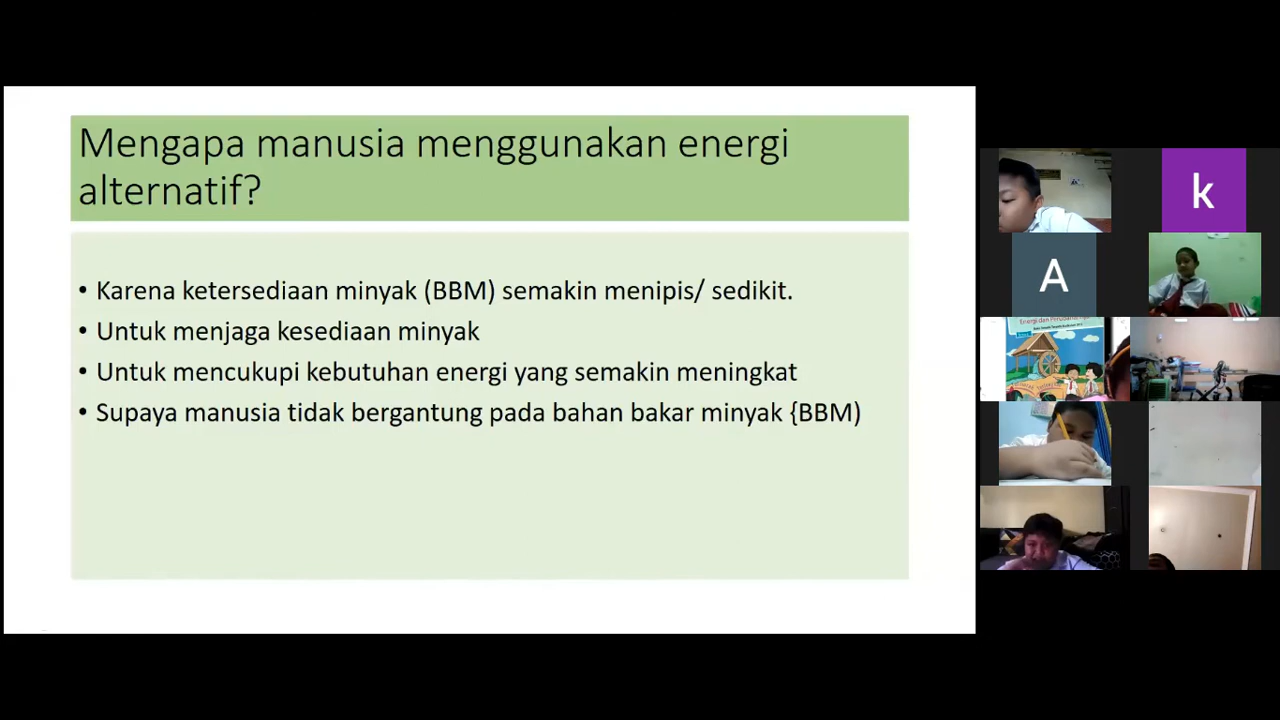 Mengapa manusia menggunakan energi
alternatif?
• Karena ketersediaan minyak (BBM) semakin menipis/ sedikit.
• Untuk menjaga kesediaan minyak
• Untuk mencukupi kebutuhan energi yang semakin meningkat
• Supaya manusia tidak bergantung pada bahan bakar minyak {BBM)
k
A